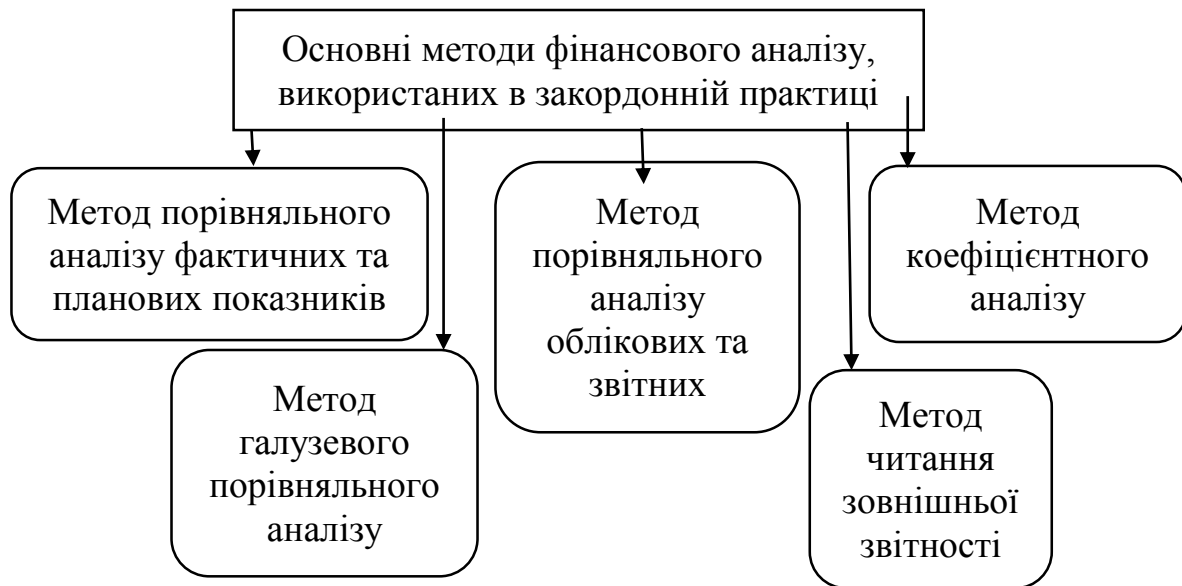 Основні методи фінансового аналізу,
використаних в закордонній практиці
Метод порівняльного
аналізу фактичних та
планових показників
Метод
порівняльного
аналізу
облікових та
звітних
Метод
коефіцієнтного
аналізу
Метод
галузевого
порівняльного
аналізу
Метод
читання
зовнішньої
звітності